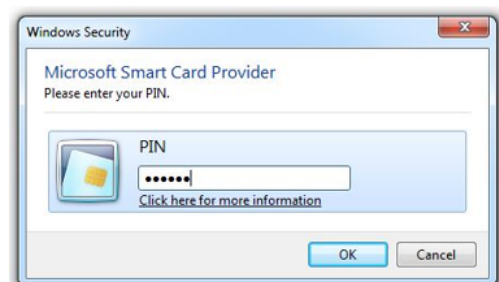 Windows Security
Microsoft Smart Card Provider
Please enter your PIN.
PIN
••••••
Click here for more information
OK
Cancel